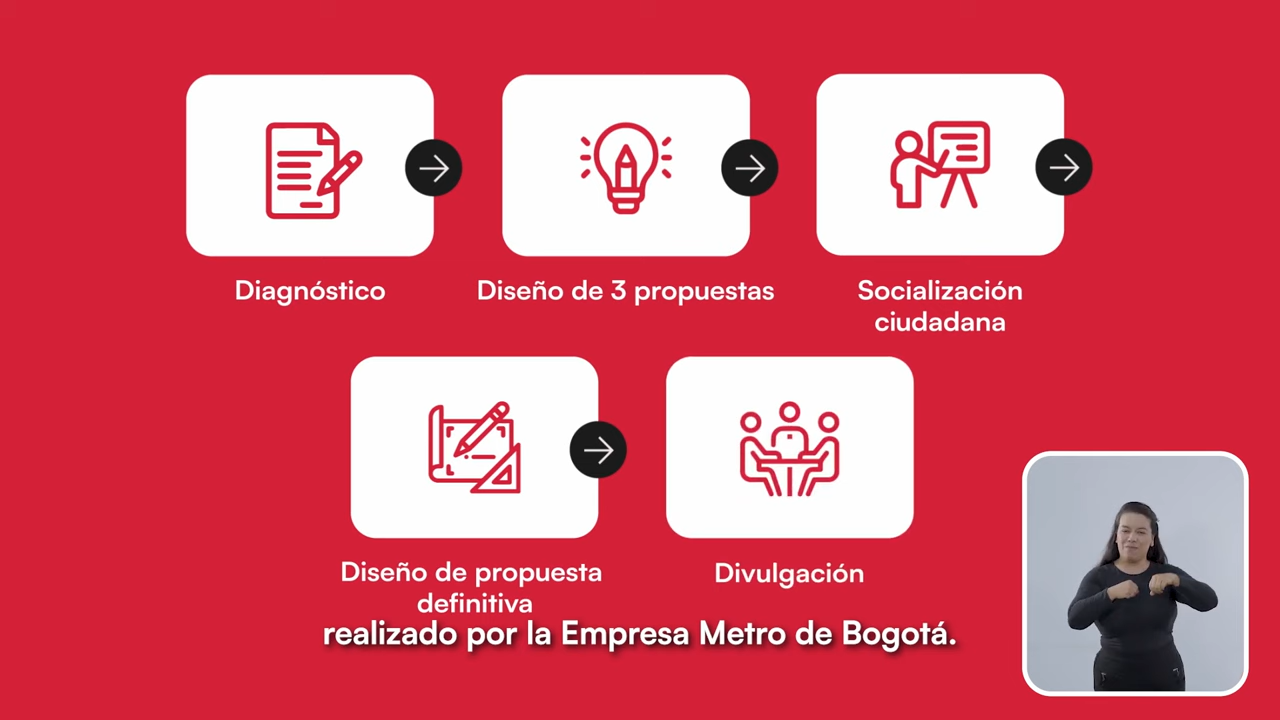 Diagnóstico
Diseño de 3 propuestas
Socialización
ciudadana
Diseño de propuesta
definitiva
Divulgación
realizado por la Empresa Metro de Bogotá.